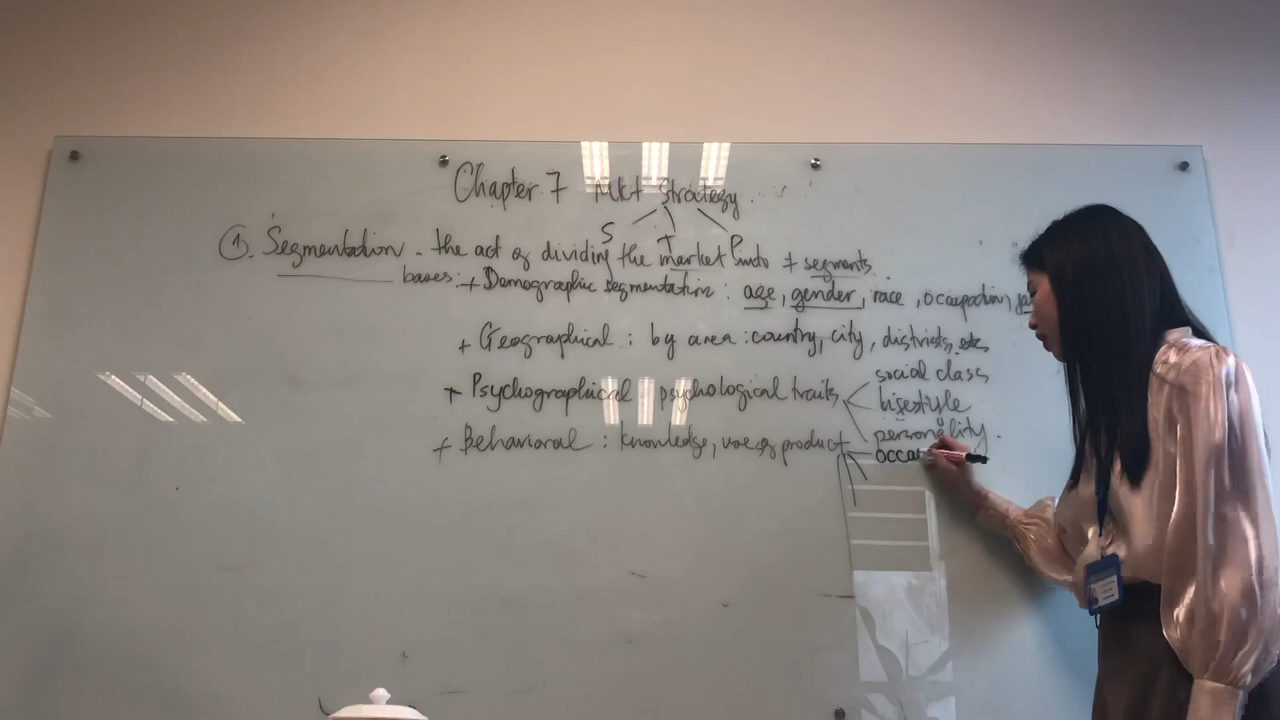 Chapter 7 Mkt Strategy
S T P
①. Segmentation. the act of dividing the market into ≠ segments.
bases: + Demographic segmentation: age, gender, race, occupation,
+ Geographical: by area: country, city, districts, etc,
+ Psychographical psychological traits
social class,
lifestyle
personality.
+ Behavioral: knowledge, use of product
occa